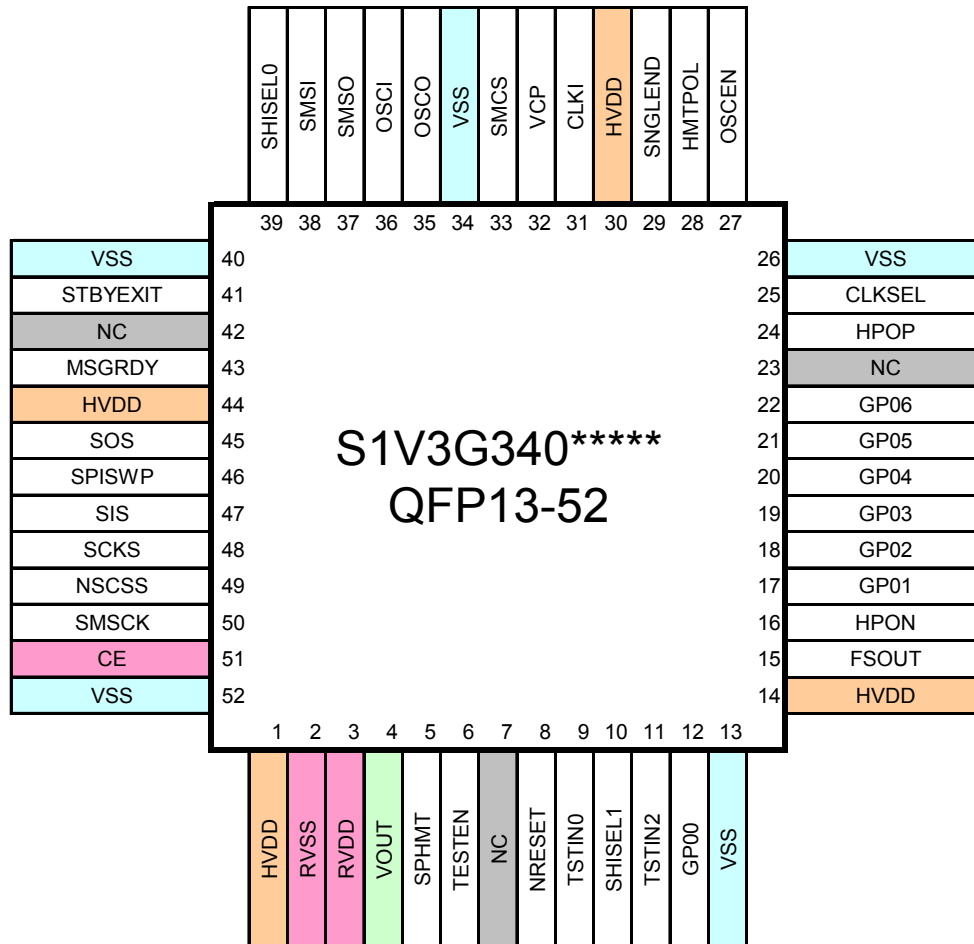 SHISEL0 SMSI SMSO OSCI OSCO VSS SMCS VCP CLKI HVDD SNGLEND HMTPOL OSCEN
39 38 37 36 35 34 33 32 31 30 29 28 27
VSS 40 26 VSS
STBYEXIT 41 25 CLKSEL
NC 42 24 HPOP
MSGRDY 43 23 NC
HVDD 44 22 GP06
SOS 45 21 GP05
SPISWP 46 20 GP04
SIS 47 19 GP03
SCKS 48 18 GP02
NSCSS 49 17 GP01
SMSCK 50 16 HPON
CE 51 15 FSOUT
VSS 52 14 HVDD
S1V3G340*****
QFP13-52
1 2 3 4 5 6 7 8 9 10 11 12 13
HVDD RVSS RVDD VOUT SPHMT TESTEN NC NRESET TSTIN0 SHISEL1 TSTIN2 GP00 VSS